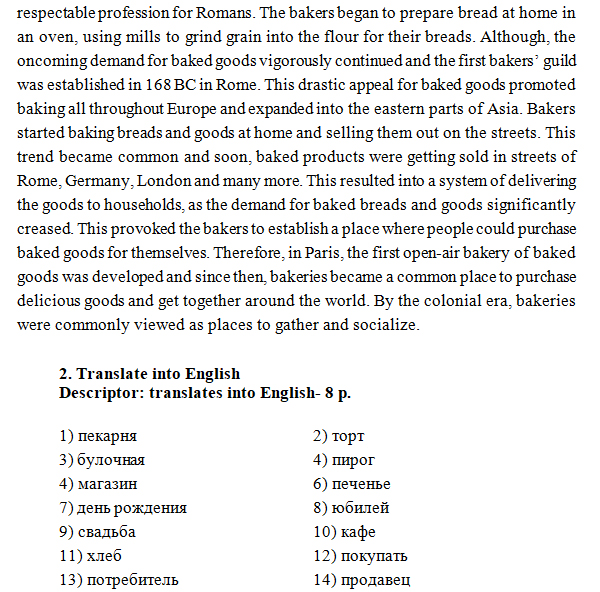 respectable profession for Romans. The bakers began to prepare bread at home in
an oven, using mills to grind grain into the flour for their breads. Although, the
oncoming demand for baked goods vigorously continued and the first bakers' guild
was established in 168 BC in Rome. This drastic appeal for baked goods promoted
baking all throughout Europe and expanded into the eastern parts of Asia. Bakers
started baking breads and goods at home and selling them out on the streets. This
trend became common and soon, baked products were getting sold in streets of
Rome, Germany, London and many more. This resulted into a system of delivering
the goods to households, as the demand for baked breads and goods significantly
creased. This provoked the bakers to establish a place where people could purchase
baked goods for themselves. Therefore, in Paris, the first open-air bakery of baked
goods was developed and since then, bakeries became a common place to purchase
delicious goods and get together around the world. By the colonial era, bakeries
were commonly viewed as places to gather and socialize.
2. Translate into English
Descriptor: translates into English- 8 p.
1) пекарня 2) торт
3) булочная 4) пирог
4) магазин 6) печенье
7) день рождения 8) юбилей
9) свадьба 10) кафе
11) хлеб 12) покупать
13) потребитель 14) продавец